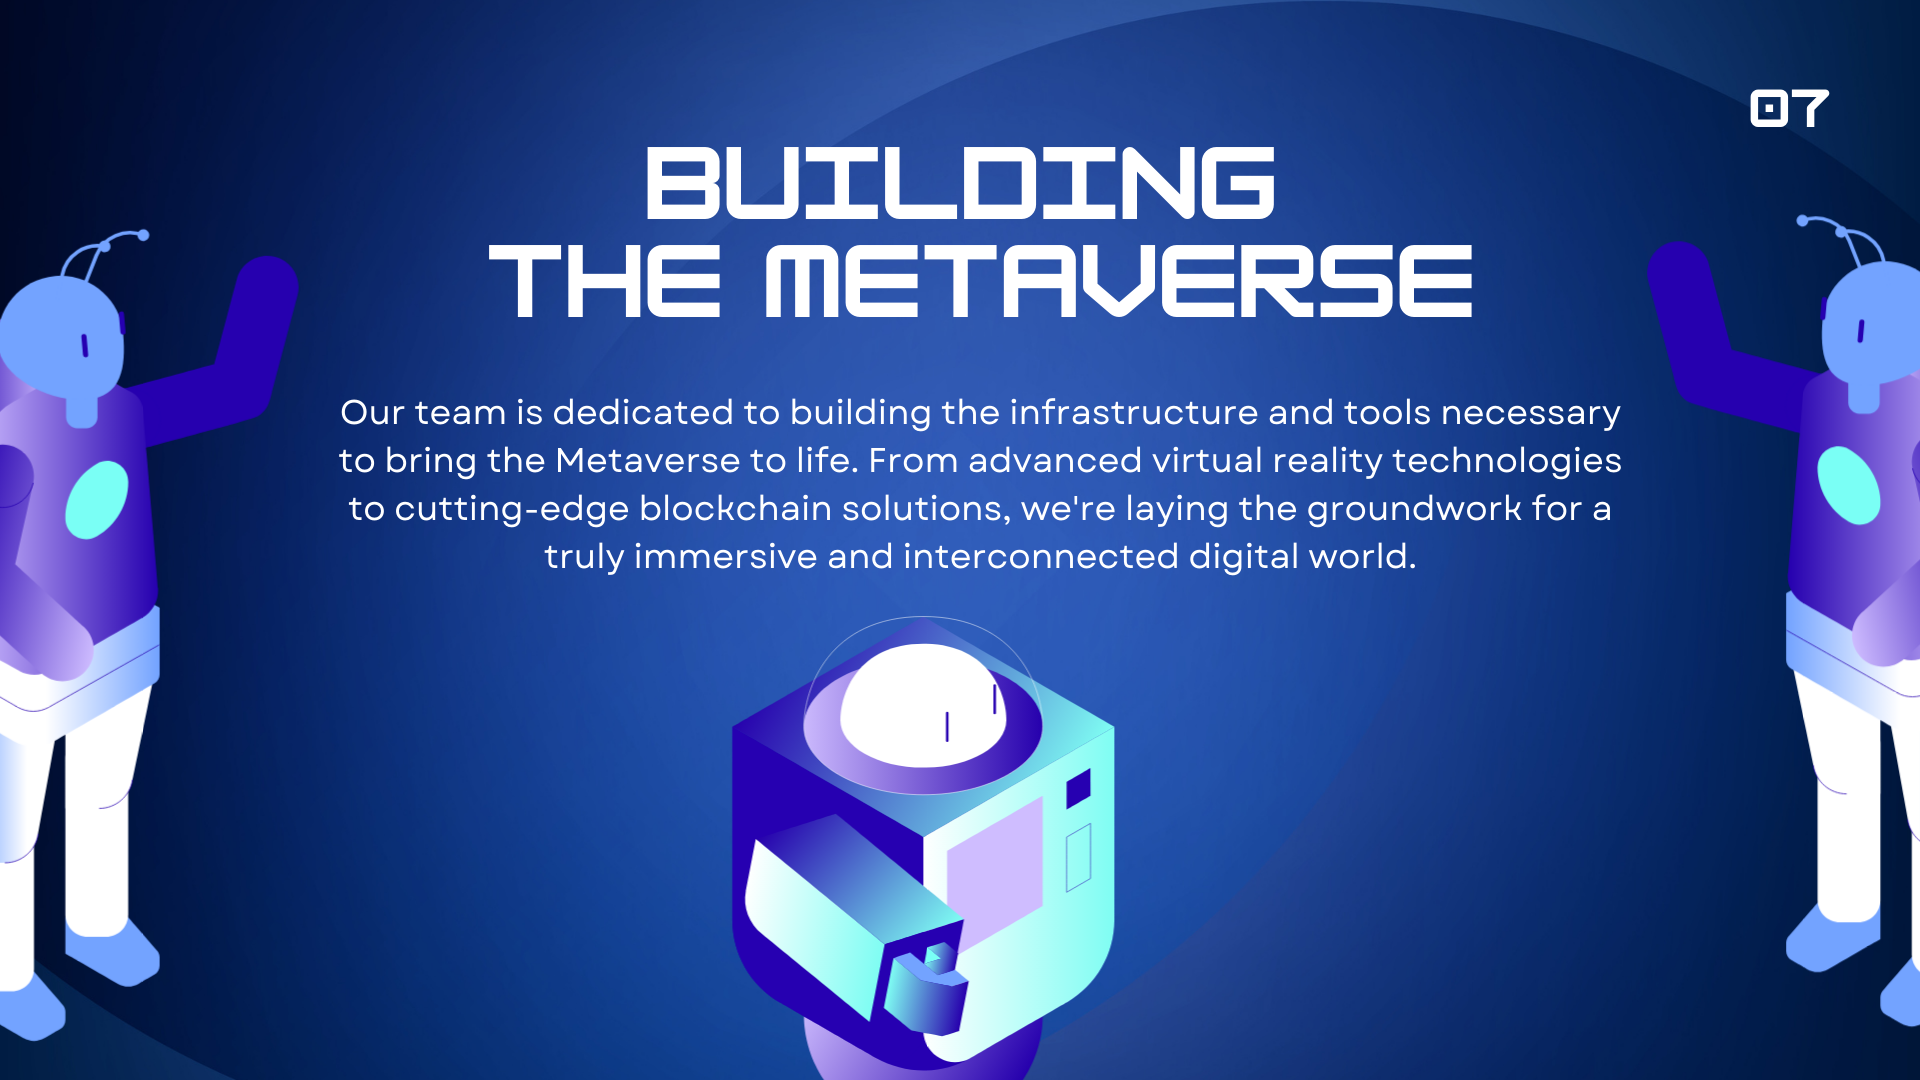 07
BUILDING
THE METAVERSE
Our team is dedicated to building the infrastructure and tools necessary
to bring the Metaverse to life. From advanced virtual reality technologies
to cutting-edge blockchain solutions, we're laying the groundwork for a
truly immersive and interconnected digital world.